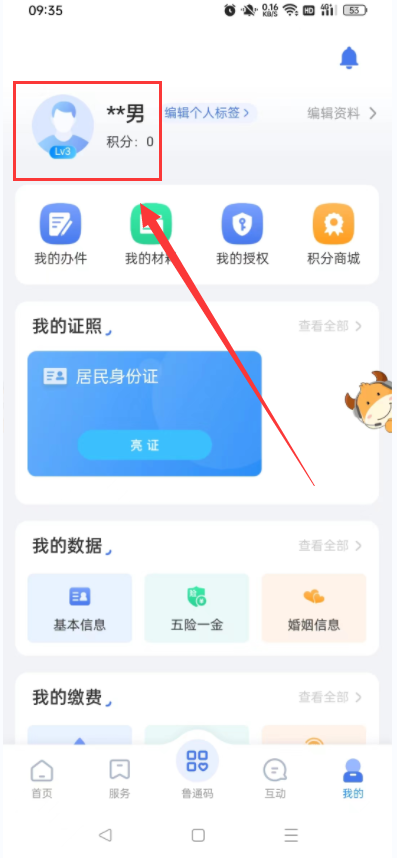 09:35
0.16 KB/S HD 4G 53
**男 编辑个人标签 > 编辑资料 >
积分：0
Lv3
我的办件 我的材料 我的授权 积分商城
我的证照 查看全部 >
居民身份证
亮 证
我的数据 查看全部 >
基本信息 五险一金 婚姻信息
我的缴费 查看全部 >
首页 服务 鲁通码 互动 我的